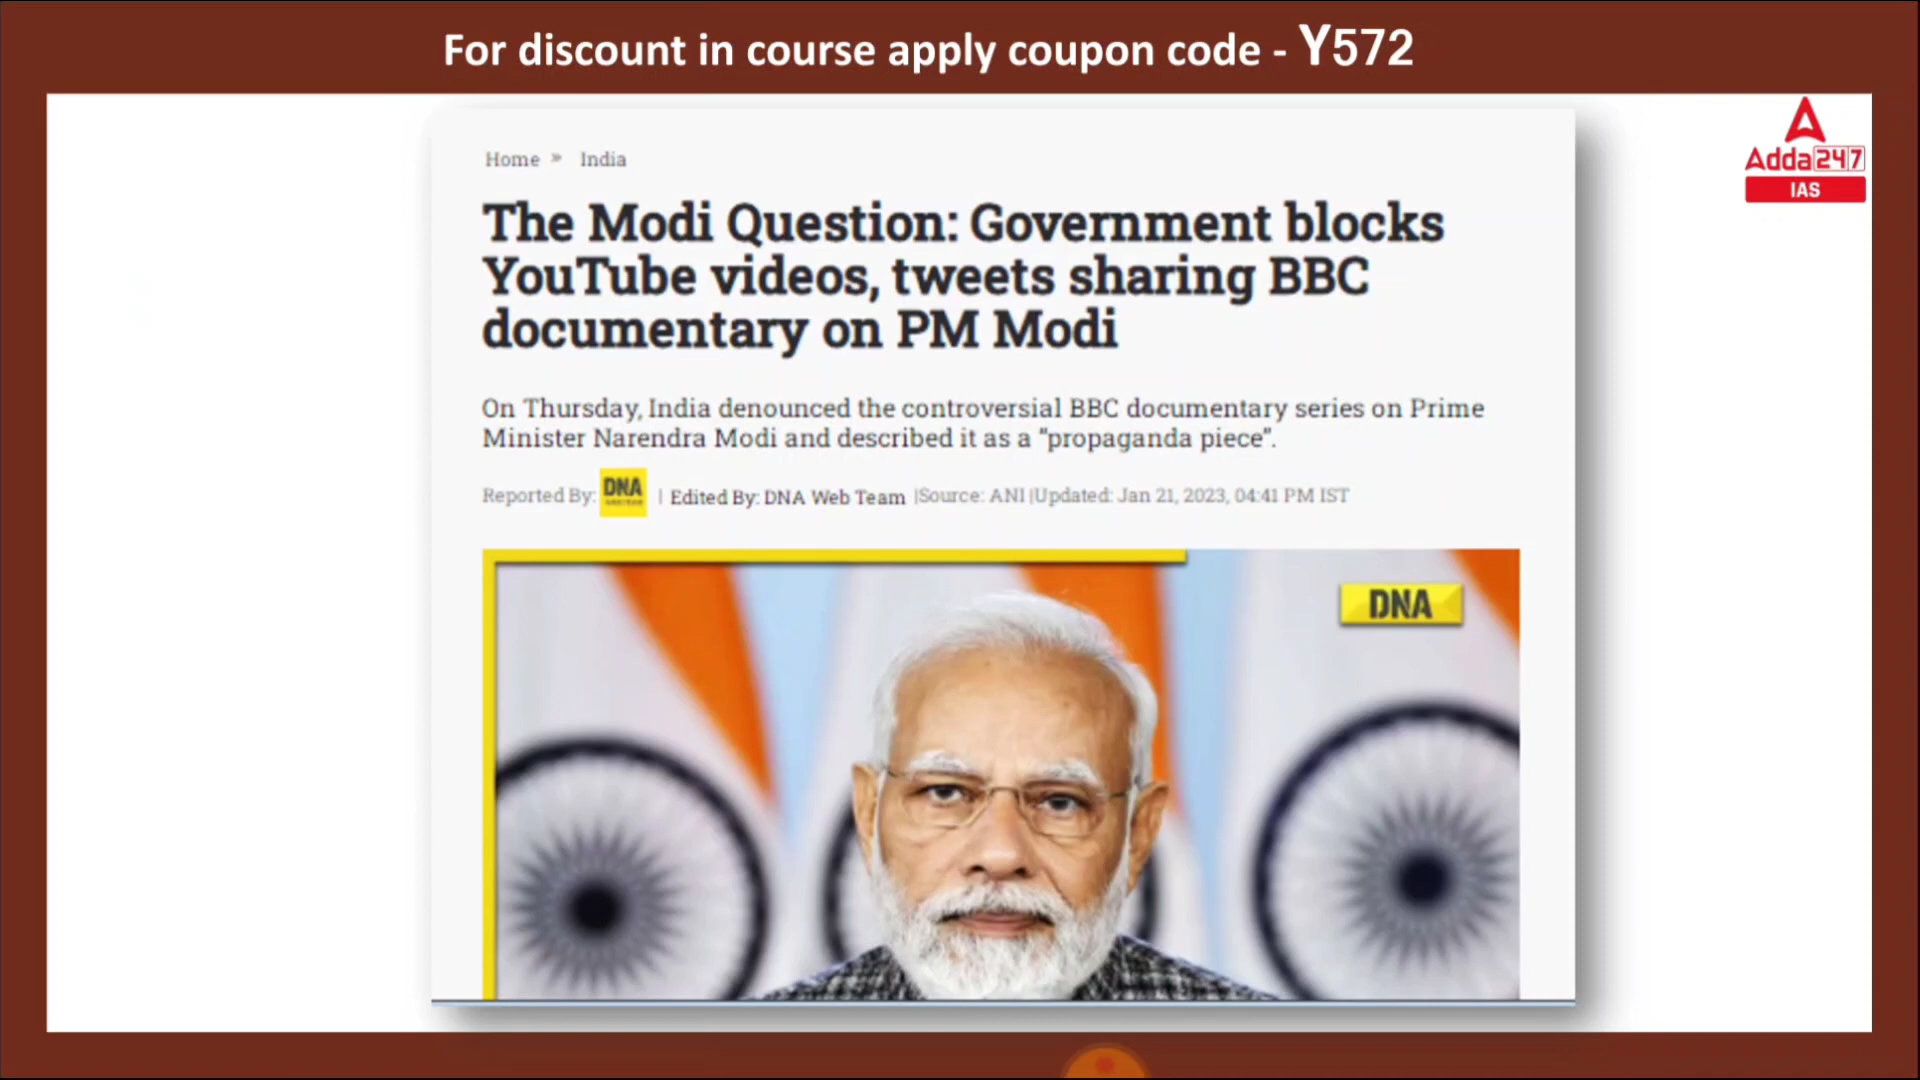 For discount in course apply coupon code - Y572
Adda247
IAS
Home » India
The Modi Question: Government blocks
YouTube videos, tweets sharing BBC
documentary on PM Modi
On Thursday, India denounced the controversial BBC documentary series on Prime
Minister Narendra Modi and described it as a "propaganda piece".
Reported By: DNA | Edited By: DNA Web Team |Source: ANI |Updated: Jan 21, 2023, 04:41 PM IST
DNA